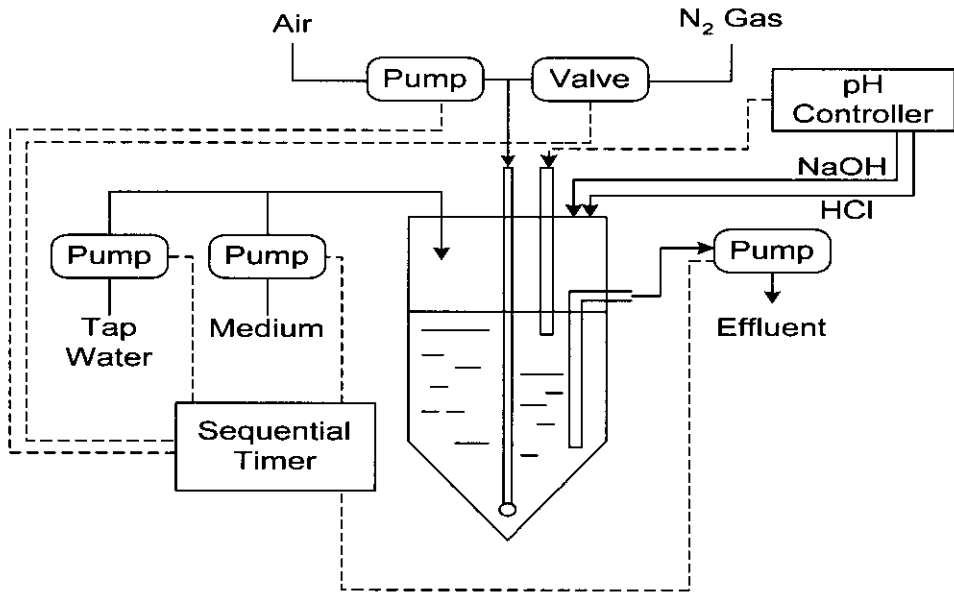 Air
N₂ Gas
Pump
Valve
pH
Controller
NaOH
HCl
Pump
Pump
Pump
Tap
Water
Medium
Effluent
Sequential
Timer